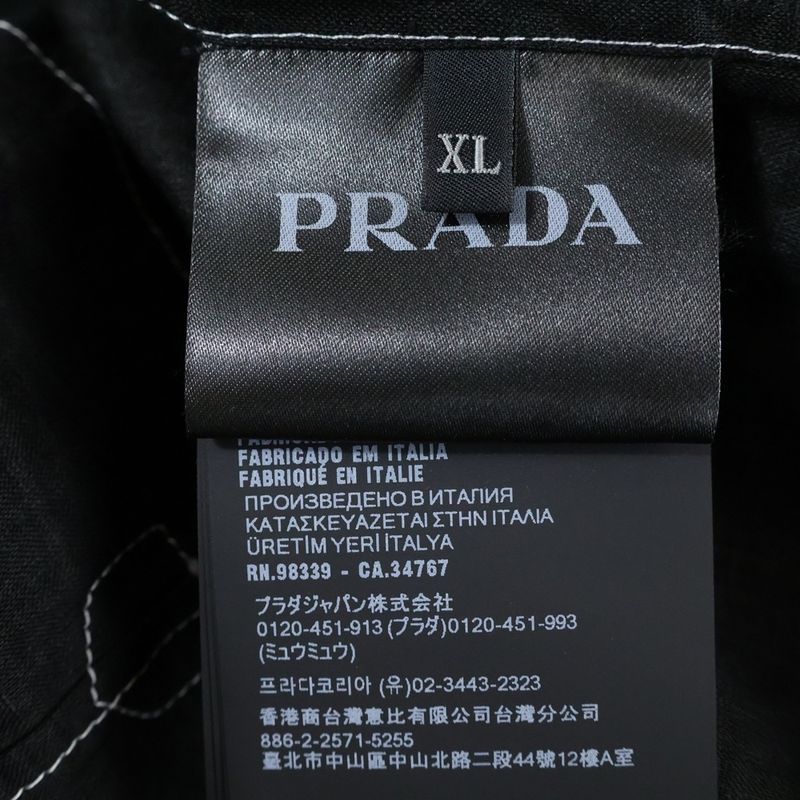 XL
PRADA
FABRICADO EM ITALIA
FABRIQUÉ EN ITALIE
ПРОИЗВЕДЕНО В ИТАЛИЯ
ΚΑΤΑΣΚΕΥΑΖΕΤΑΙ ΣΤΗΝ ΙΤΑΛΙΑ
ÜRETİM YERİ İTALYA
RN.98339 - CA.34767
プラダジャパン株式会社
0120-451-913 (プラダ)0120-451-993
(ミュウミュウ)
프라다코리아 (유)02-3443-2323
香港商台灣意比有限公司台灣分公司
886-2-2571-5255
臺北市中山區中山北路二段44號12樓A室